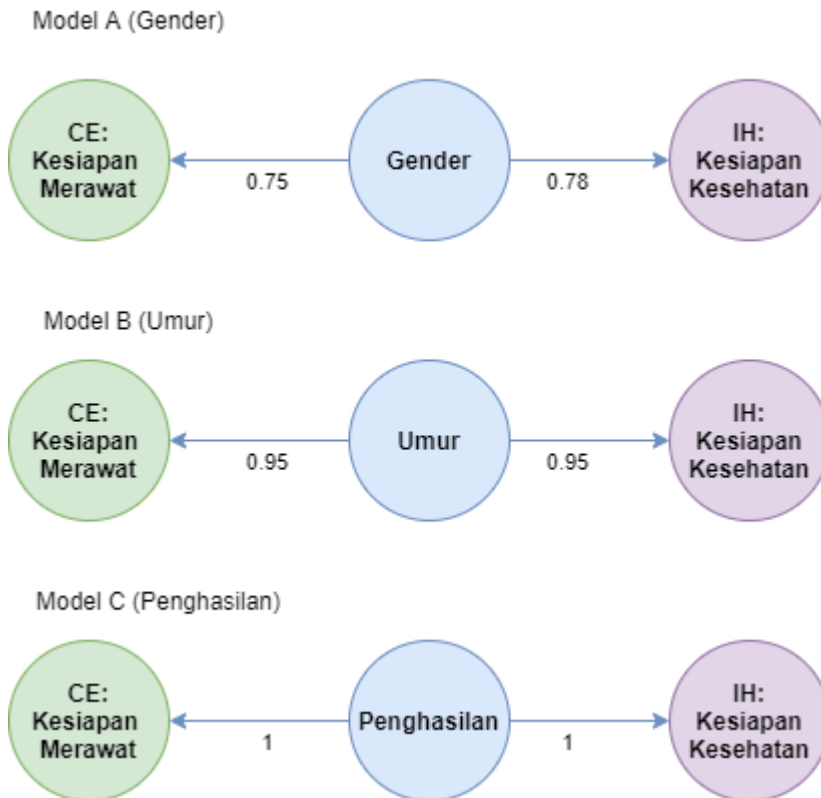 Model A (Gender)
CE:
Kesiapan
Merawat
Gender
IH:
Kesiapan
Kesehatan
0.75
0.78
Model B (Umur)
CE:
Kesiapan
Merawat
Umur
IH:
Kesiapan
Kesehatan
0.95
0.95
Model C (Penghasilan)
CE:
Kesiapan
Merawat
Penghasilan
IH:
Kesiapan
Kesehatan
1
1